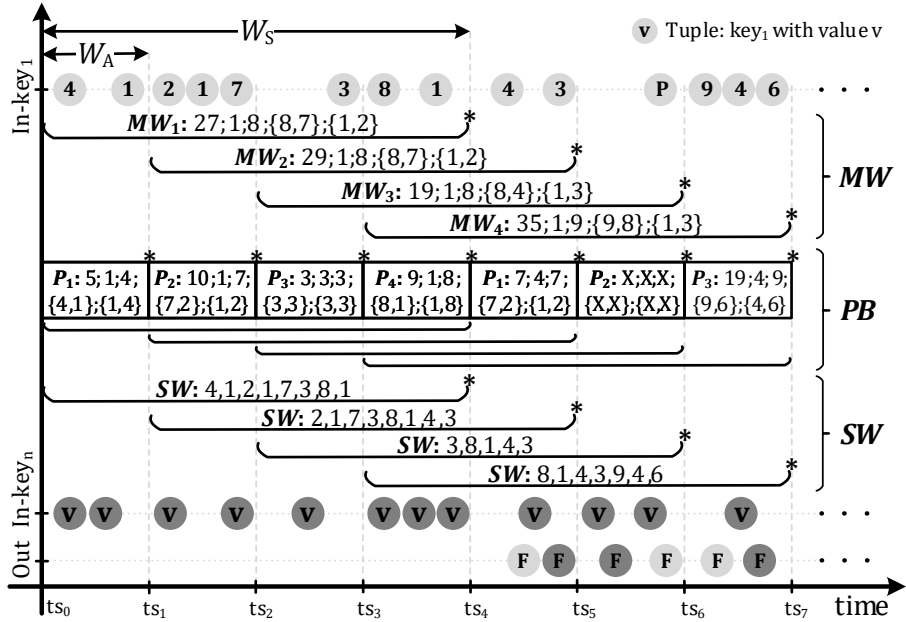 W_S
W_A
v Tuple: key₁ with value v
In-key₁
4 1 2 1 7 3 8 1 4 3 P 9 4 6 · · ·
MW₁: 27; 1; 8; {8,7}; {1,2} *
MW₂: 29; 1; 8; {8,7}; {1,2} *
MW₃: 19; 1; 8; {8,4}; {1,3} *
MW₄: 35; 1; 9; {9,8}; {1,3} *
MW
* * * * * * *
P₁: 5; 1;4; P₂: 10;1;7; P₃: 3;3;3; P₄: 9;1;8; P₁: 7;4;7; P₂: X;X;X; P₃: 19;4;9;
{4,1};{1,4} {7,2};{1,2} {3,3};{3,3} {8,1};{1,8} {7,2};{1,2} {X,X};{X,X} {9,6};{4,6}
PB
SW: 4,1,2,1,7,3,8,1 *
SW: 2,1,7,3,8,1,4,3 *
SW: 3,8,1,4,3 *
SW: 8,1,4,3,9,4,6 *
SW
In-keyₙ
v v v v v v v v v v v v · · ·
Out
F F F F F F · · ·
ts₀ ts₁ ts₂ ts₃ ts₄ ts₅ ts₆ ts₇ time